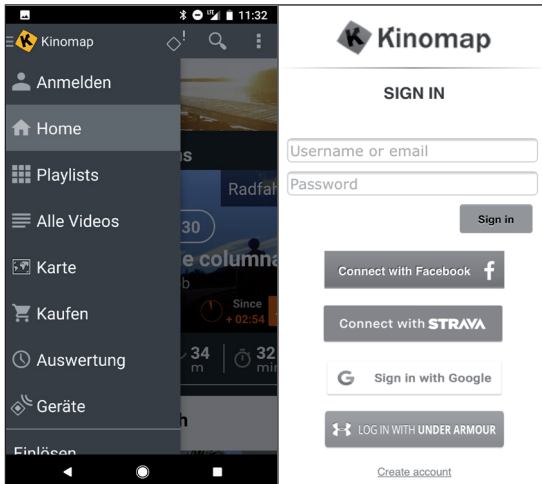 11:32
Kinomap
Anmelden
Home
Playlists
Alle Videos
Karte
Kaufen
Auswertung
Geräte
Einlösen
Radfah
30
e columna
Since
+ 02:54
34
m
32
min
Kinomap
SIGN IN
Username or email
Password
Sign in
Connect with Facebook
Connect with STRAVA
Sign in with Google
LOG IN WITH UNDER ARMOUR
Create account